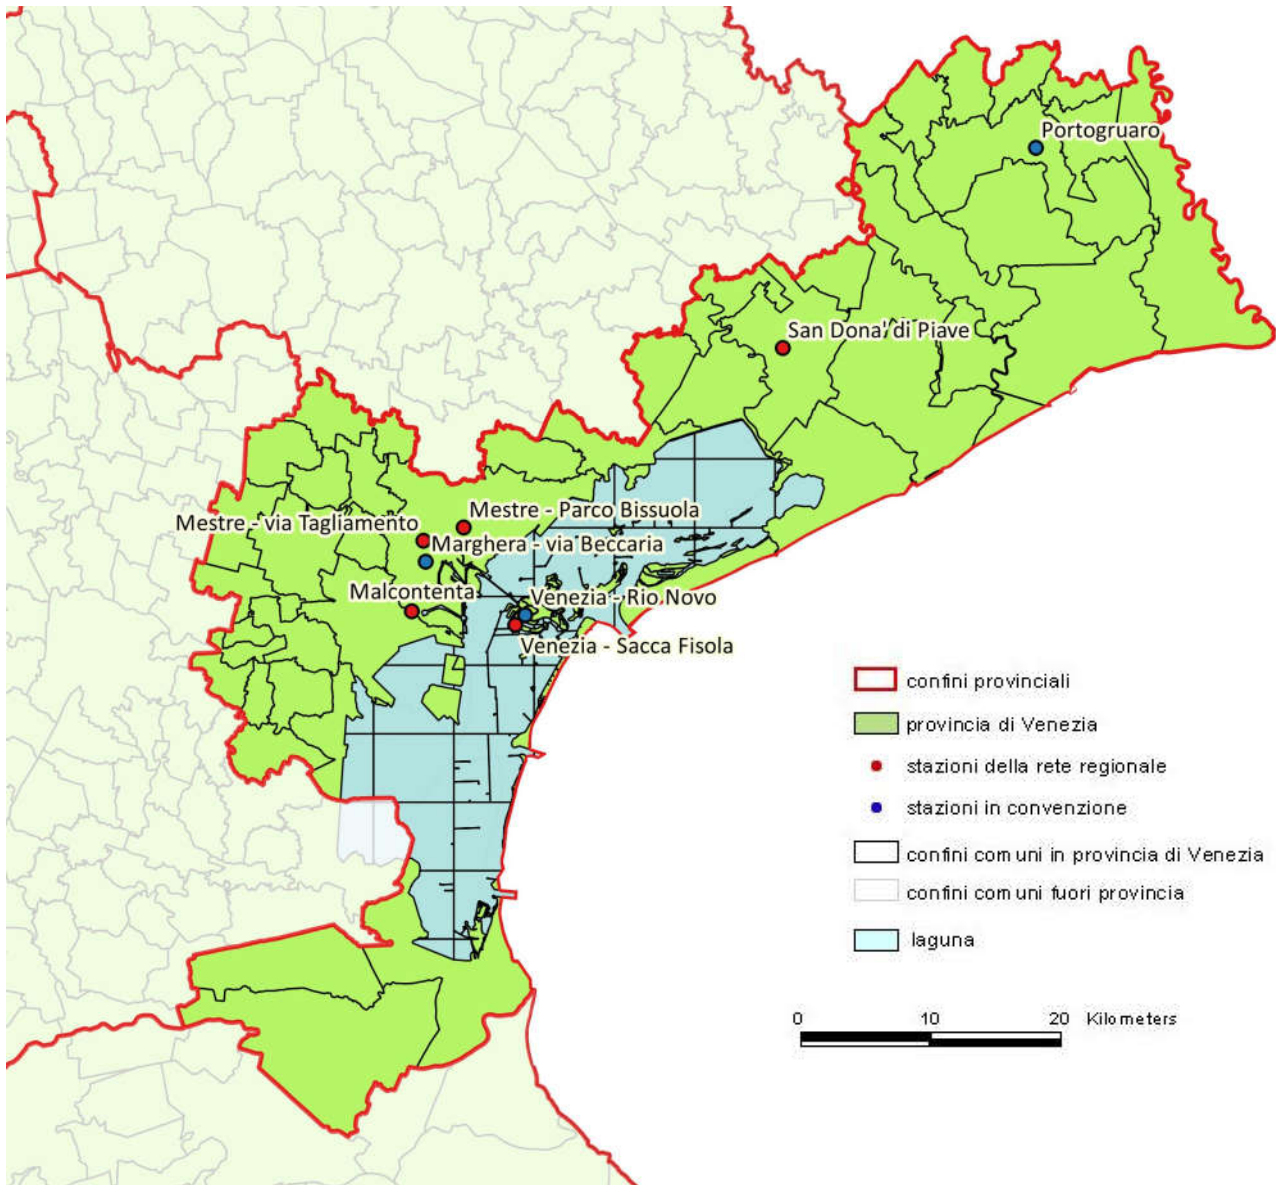 Portogruaro
San Dona' di Piave
Mestre - Parco Bissuola
Mestre - via Tagliamento
Marghera - via Beccaria
Malcontenta
Venezia - Rio Novo
Venezia - Sacca Fisola
confini provinciali
provincia di Venezia
stazioni della rete regionale
stazioni in convenzione
confini comuni in provincia di Venezia
confini comuni fuori provincia
laguna
0 10 20 Kilometers